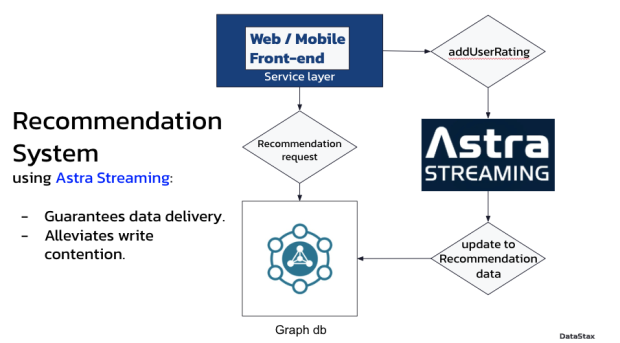 Web / Mobile
Front-end
Service layer
addUserRating
Recommendation
System
using Astra Streaming:
- Guarantees data delivery.
- Alleviates write
contention.
Recommendation
request
Astra
STREAMING
update to
Recommendation
data
Graph db
DataStax